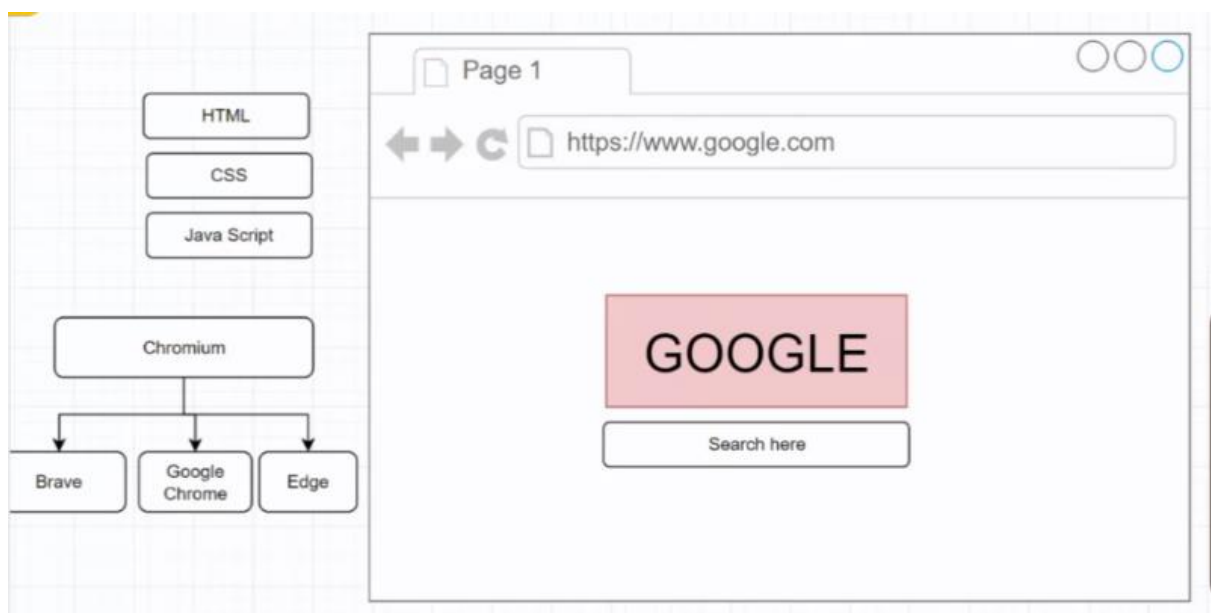 HTML
CSS
Java Script
Chromium
Brave
Google
Chrome
Edge
Page 1
https://www.google.com
GOOGLE
Search here